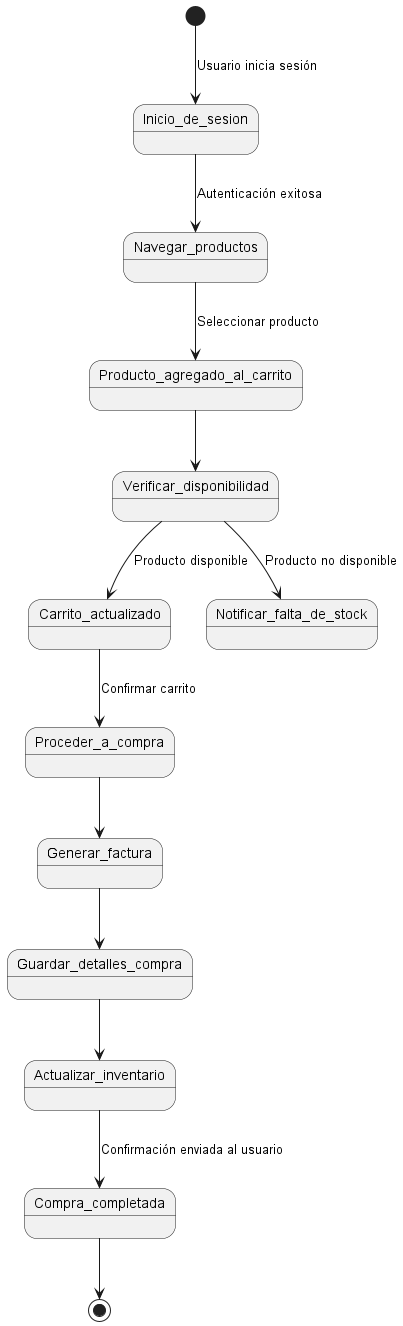 Usuario inicia sesión
Inicio_de_sesion
Autenticación exitosa
Navegar_productos
Seleccionar producto
Producto_agregado_al_carrito
Verificar_disponibilidad
Producto disponible
Producto no disponible
Carrito_actualizado
Notificar_falta_de_stock
Confirmar carrito
Proceder_a_compra
Generar_factura
Guardar_detalles_compra
Actualizar_inventario
Confirmación enviada al usuario
Compra_completada